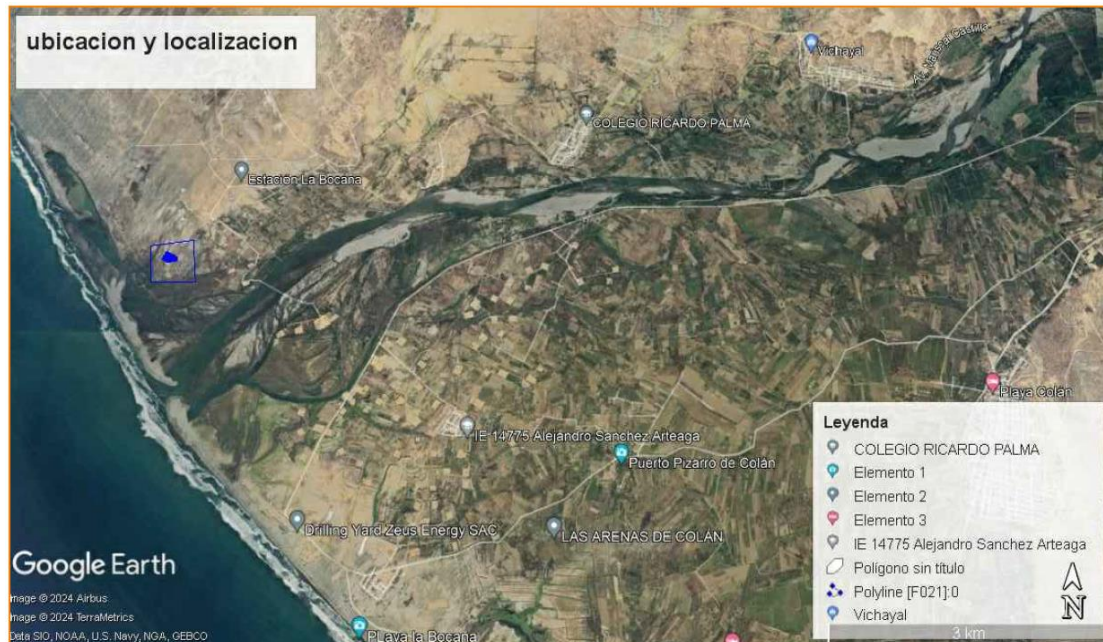 ubicacion y localizacion
Vichayal
Av. Mariscal Castilla
COLEGIO RICARDO PALMA
Estación La Bocana
Playa Colán
IE 14775 Alejandro Sanchez Arteaga
Puerto Pizarro de Colán
Drilling Yard Zeus Energy SAC
LAS ARENAS DE COLAN
PLaya la Bocana
Leyenda
COLEGIO RICARDO PALMA
Elemento 1
Elemento 2
Elemento 3
IE 14775 Alejandro Sanchez Arteaga
Polígono sin título
Polyline [F021]:0
Vichayal
N
3 km
Google Earth
Image © 2024 Airbus
Image © 2024 TerraMetrics
Data SIO, NOAA, U.S. Navy, NGA, GEBCO